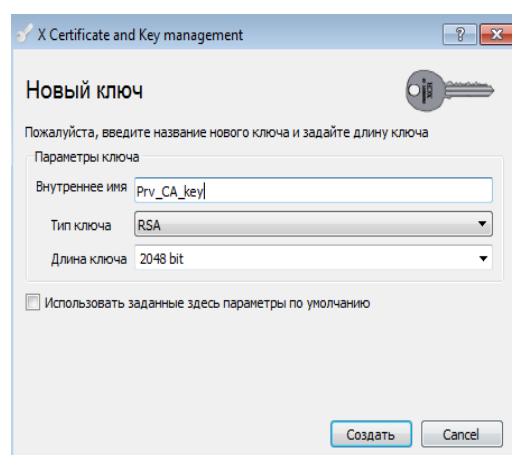 X Certificate and Key management
Новый ключ
Пожалуйста, введите название нового ключа и задайте длину ключа
Параметры ключа
Внутреннее имя Prv_CA_key
Тип ключа RSA
Длина ключа 2048 bit
Использовать заданные здесь параметры по умолчанию
Создать Cancel